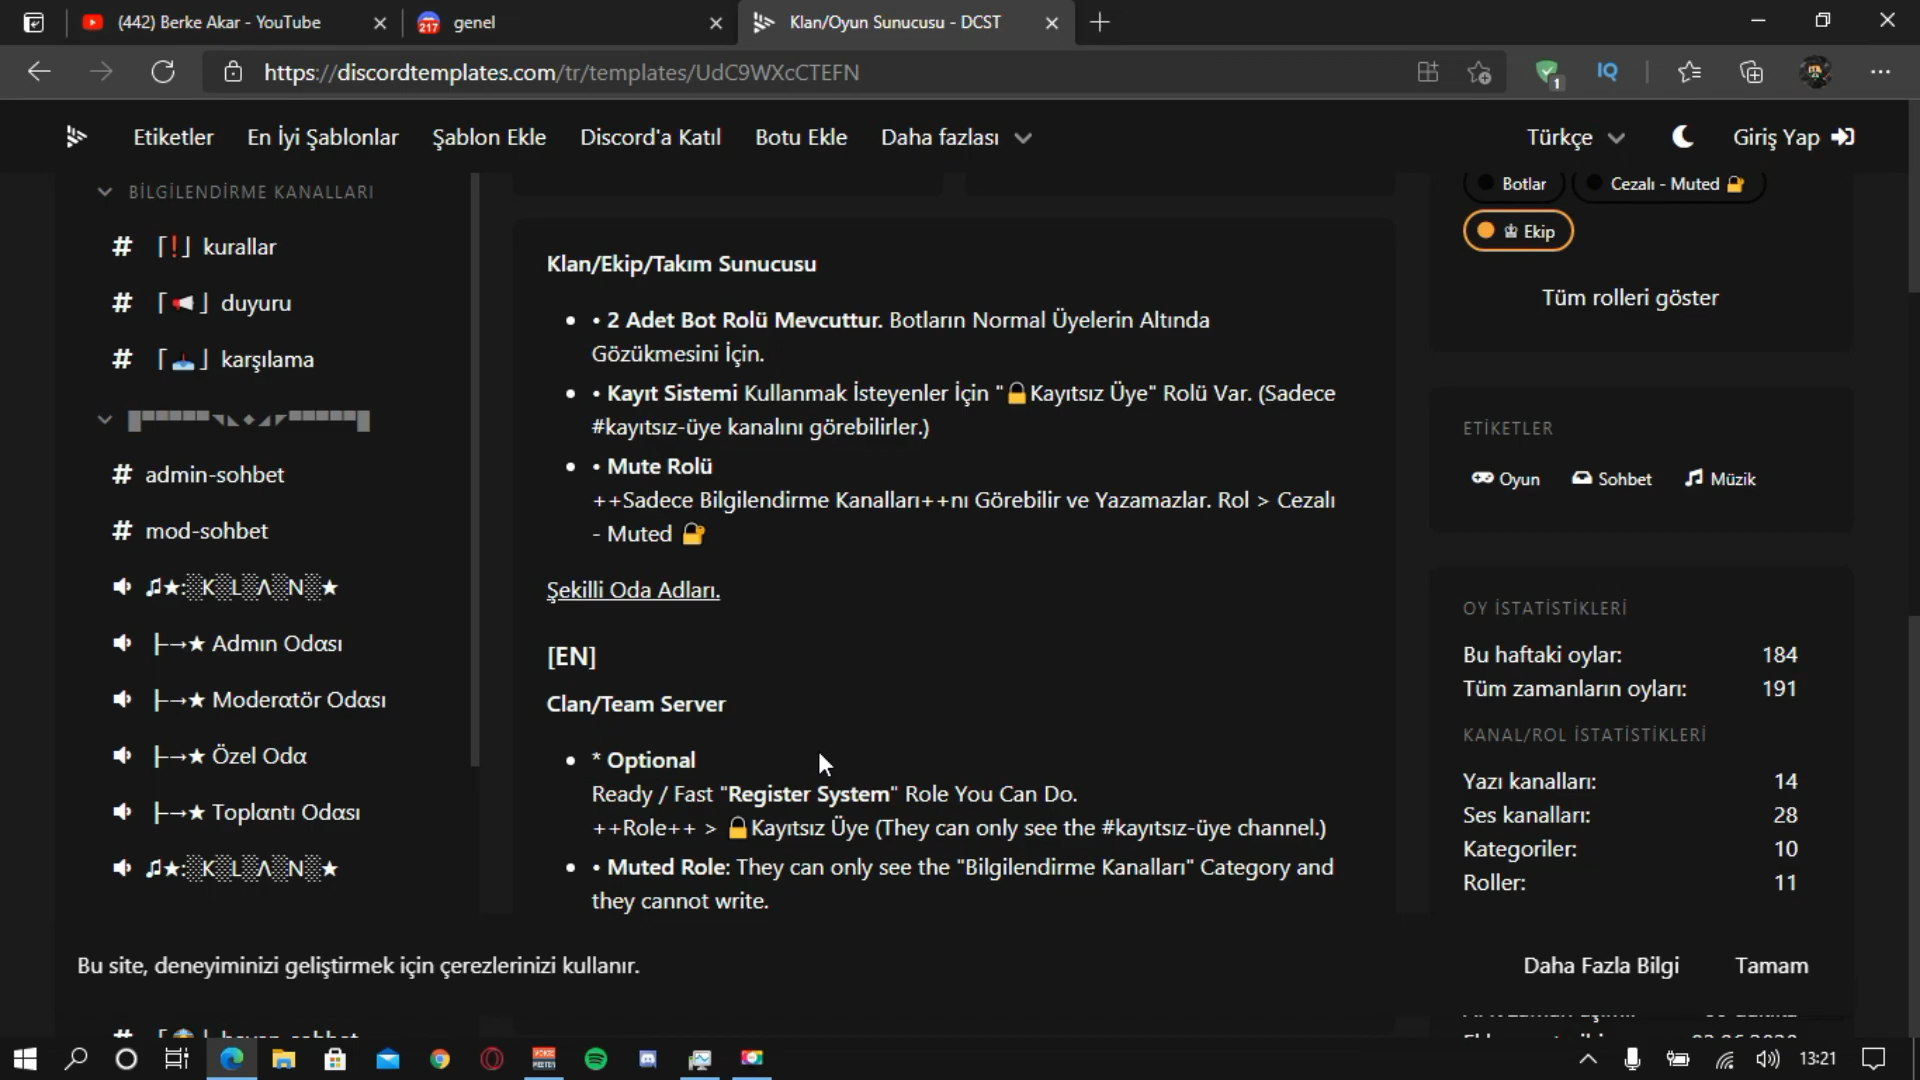 (442) Berke Akar - YouTube
217 genel
Klan/Oyun Sunucusu - DCST
https://discordtemplates.com/tr/templates/UdC9WXcCTEFN
1
IQ
Etiketler
En İyi Şablonlar
Şablon Ekle
Discord'a Katıl
Botu Ekle
Daha fazlası
Türkçe
Giriş Yap
BİLGİLENDİRME KANALLARI
# ⌈❗⌋ kurallar
# ⌈📢⌋ duyuru
# ⌈📥⌋ karşılama
# admin-sohbet
# mod-sohbet
♫★:░K░L░Λ░N░★
├→★ Admın Odαsı
├→★ Moderαtör Odαsı
├→★ Özel Odα
├→★ Toplαntı Odαsı
♫★:░K░L░Λ░N░★
Klan/Ekip/Takım Sunucusu
• • 2 Adet Bot Rolü Mevcuttur. Botların Normal Üyelerin Altında
Gözükmesini İçin.
• • Kayıt Sistemi Kullanmak İsteyenler İçin "🔒Kayıtsız Üye" Rolü Var. (Sadece
#kayıtsız-üye kanalını görebilirler.)
• • Mute Rolü
++Sadece Bilgilendirme Kanalları++nı Görebilir ve Yazamazlar. Rol > Cezalı
- Muted 🔐
Şekilli Oda Adları.
[EN]
Clan/Team Server
• * Optional
Ready / Fast "Register System" Role You Can Do.
++Role++ > 🔒Kayıtsız Üye (They can only see the #kayıtsız-üye channel.)
• • Muted Role: They can only see the "Bilgilendirme Kanalları" Category and
they cannot write.
Botlar
Cezalı - Muted 🔐
♚ Ekip
Tüm rolleri göster
ETİKETLER
Oyun
Sohbet
Müzik
OY İSTATİSTİKLERİ
Bu haftaki oylar: 184
Tüm zamanların oyları: 191
KANAL/ROL İSTATİSTİKLERİ
Yazı kanalları: 14
Ses kanalları: 28
Kategoriler: 10
Roller: 11
Bu site, deneyiminizi geliştirmek için çerezlerinizi kullanır.
Daha Fazla Bilgi
Tamam
13:21